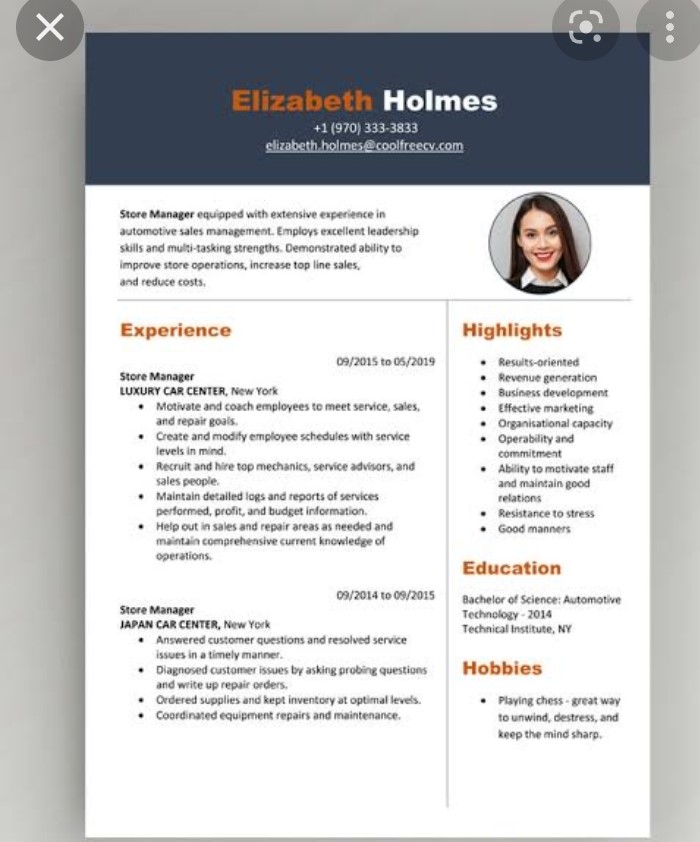 Elizabeth Holmes
+1 (970) 333-3833
elizabeth.holmes@coolfreecv.com
Store Manager equipped with extensive experience in
automotive sales management. Employs excellent leadership
skills and multi-tasking strengths. Demonstrated ability to
improve store operations, increase top line sales,
and reduce costs.
Experience
09/2015 to 05/2019
Store Manager
LUXURY CAR CENTER, New York
• Motivate and coach employees to meet service, sales,
and repair goals.
• Create and modify employee schedules with service
levels in mind.
• Recruit and hire top mechanics, service advisors, and
sales people.
• Maintain detailed logs and reports of services
performed, profit, and budget information.
• Help out in sales and repair areas as needed and
maintain comprehensive current knowledge of
operations.
09/2014 to 09/2015
Store Manager
JAPAN CAR CENTER, New York
• Answered customer questions and resolved service
issues in a timely manner.
• Diagnosed customer issues by asking probing questions
and write up repair orders.
• Ordered supplies and kept inventory at optimal levels.
• Coordinated equipment repairs and maintenance.
Highlights
• Results-oriented
• Revenue generation
• Business development
• Effective marketing
• Organisational capacity
• Operability and
commitment
• Ability to motivate staff
and maintain good
relations
• Resistance to stress
• Good manners
Education
Bachelor of Science: Automotive
Technology - 2014
Technical Institute, NY
Hobbies
• Playing chess - great way
to unwind, destress, and
keep the mind sharp.